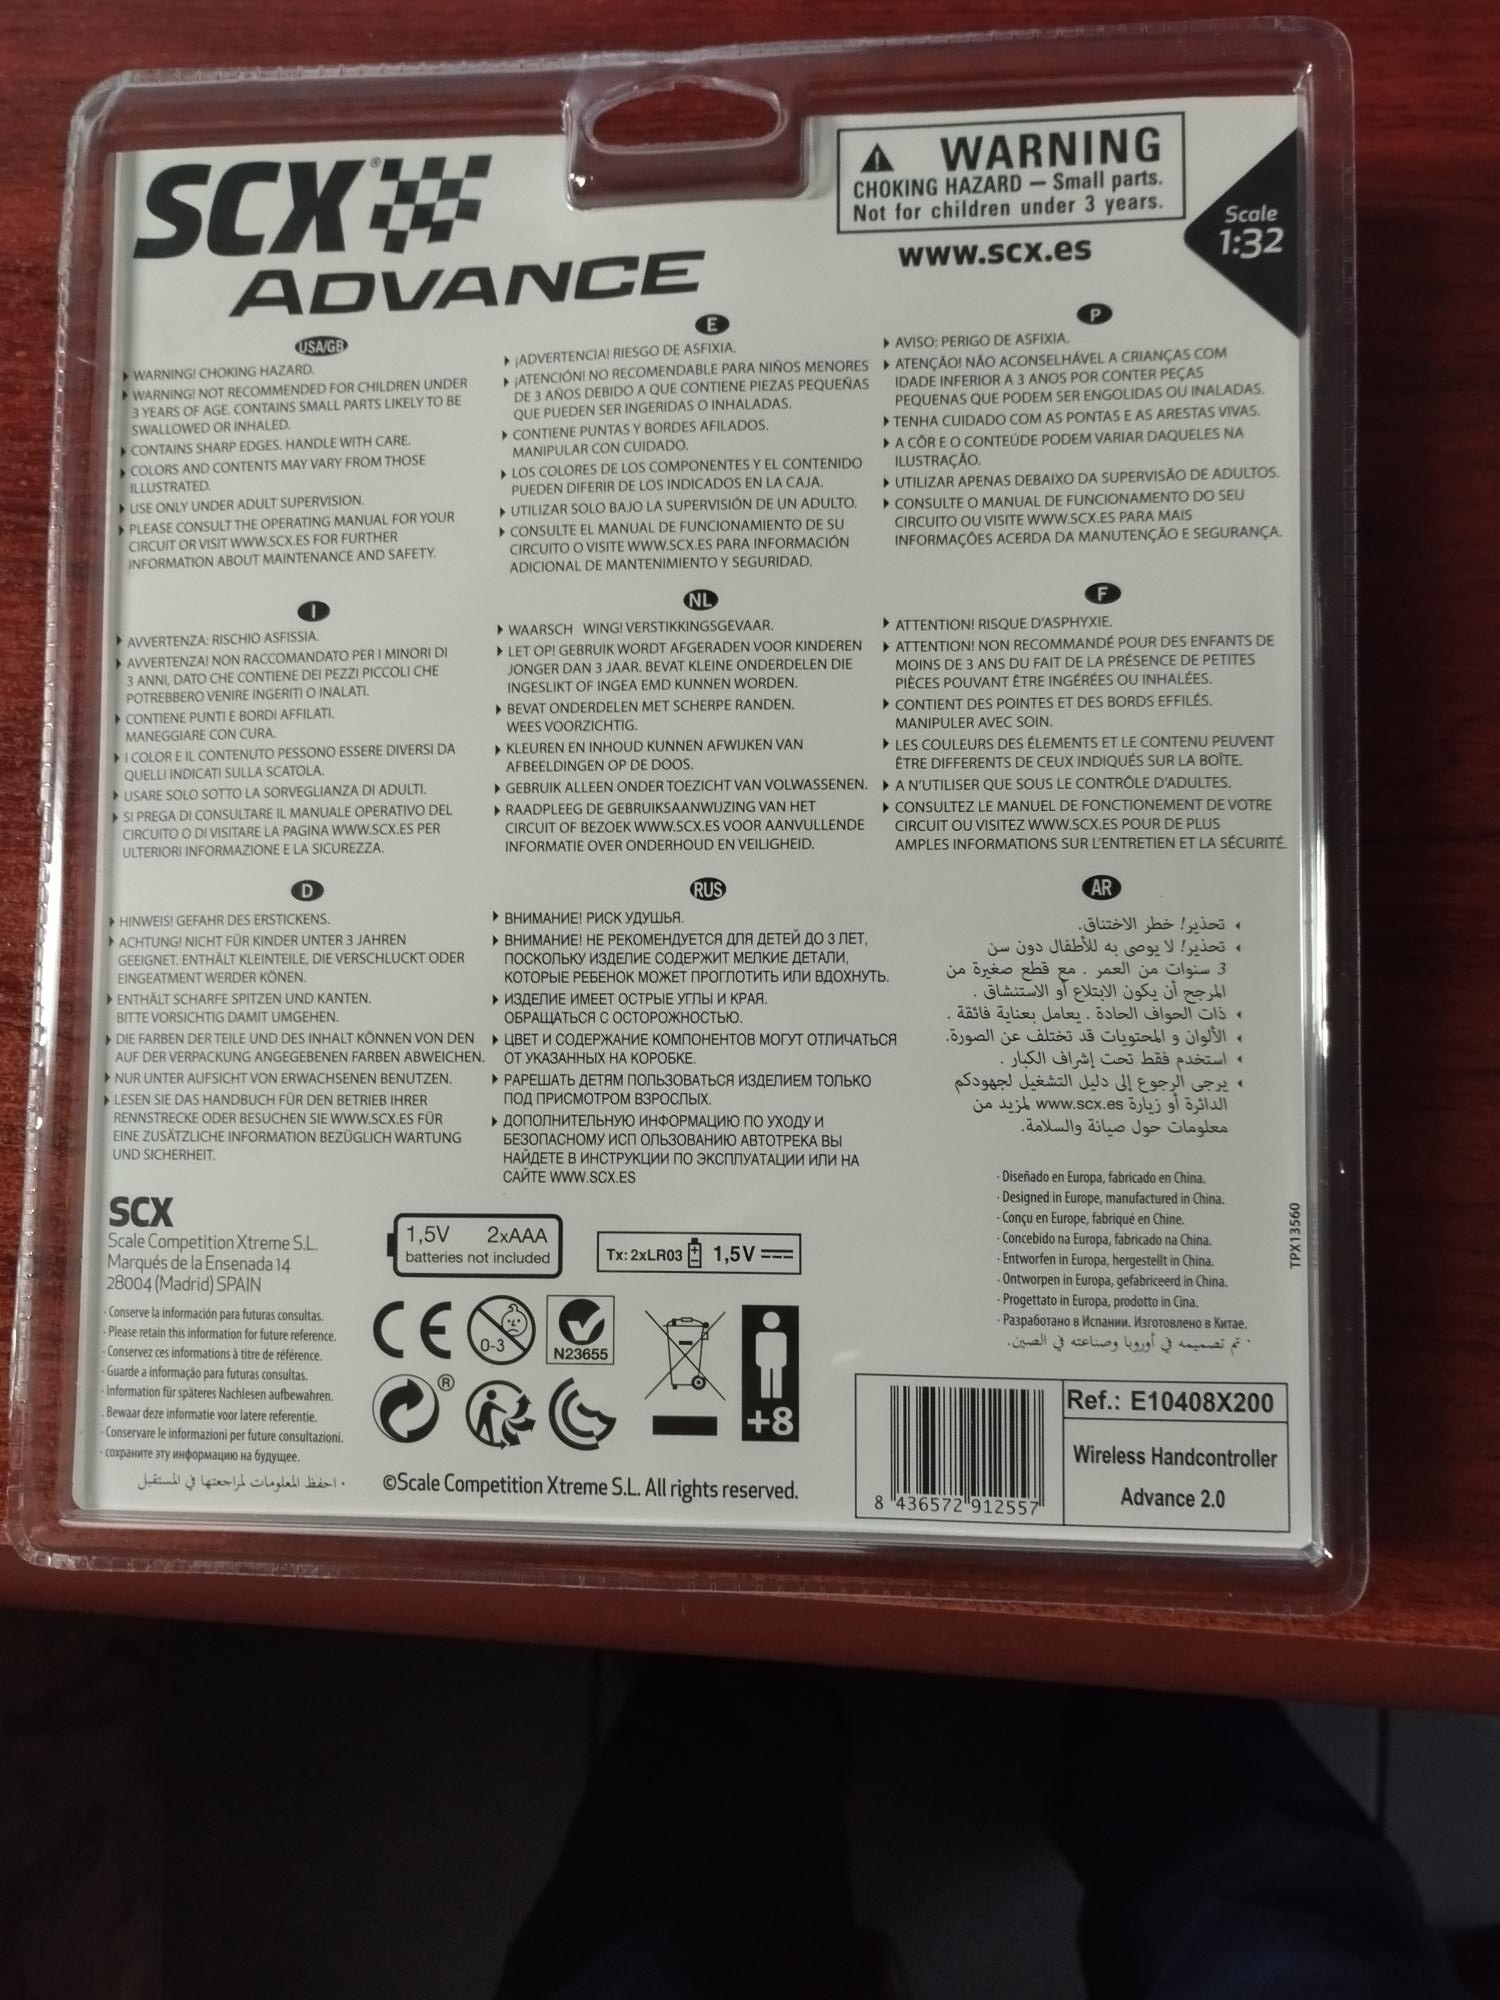 SCX®
ADVANCE
WARNING
CHOKING HAZARD — Small parts.
Not for children under 3 years.
www.scx.es
Scale
1:32
USA/GB
WARNING! CHOKING HAZARD.
WARNING! NOT RECOMMENDED FOR CHILDREN UNDER
3 YEARS OF AGE. CONTAINS SMALL PARTS LIKELY TO BE
SWALLOWED OR INHALED.
CONTAINS SHARP EDGES. HANDLE WITH CARE.
COLORS AND CONTENTS MAY VARY FROM THOSE
ILLUSTRATED.
USE ONLY UNDER ADULT SUPERVISION.
PLEASE CONSULT THE OPERATING MANUAL FOR YOUR
CIRCUIT OR VISIT WWW.SCX.ES FOR FURTHER
INFORMATION ABOUT MAINTENANCE AND SAFETY.
E
¡ADVERTENCIA! RIESGO DE ASFIXIA.
¡ATENCIÓN! NO RECOMENDABLE PARA NIÑOS MENORES
DE 3 AÑOS DEBIDO A QUE CONTIENE PIEZAS PEQUEÑAS
QUE PUEDEN SER INGERIDAS O INHALADAS.
CONTIENE PUNTAS Y BORDES AFILADOS.
MANIPULAR CON CUIDADO.
LOS COLORES DE LOS COMPONENTES Y EL CONTENIDO
PUEDEN DIFERIR DE LOS INDICADOS EN LA CAJA.
UTILIZAR SOLO BAJO LA SUPERVISIÓN DE UN ADULTO.
CONSULTE EL MANUAL DE FUNCIONAMIENTO DE SU
CIRCUITO O VISITE WWW.SCX.ES PARA INFORMACIÓN
ADICIONAL DE MANTENIMIENTO Y SEGURIDAD.
P
AVISO: PERIGO DE ASFIXIA.
ATENÇÃO! NÃO ACONSELHÁVEL A CRIANÇAS COM
IDADE INFERIOR A 3 ANOS POR CONTER PEÇAS
PEQUENAS QUE PODEM SER ENGOLIDAS OU INALADAS.
TENHA CUIDADO COM AS PONTAS E AS ARESTAS VIVAS.
A CÔR E O CONTEÚDE PODEM VARIAR DAQUELES NA
ILUSTRAÇÃO.
UTILIZAR APENAS DEBAIXO DA SUPERVISÃO DE ADULTOS.
CONSULTE O MANUAL DE FUNCIONAMENTO DO SEU
CIRCUITO OU VISITE WWW.SCX.ES PARA MAIS
INFORMAÇÓES ACERDA DA MANUTENÇÃO E SEGURANÇA.
I
AVVERTENZA: RISCHIO ASFISSIA.
AVVERTENZA! NON RACCOMANDATO PER I MINORI DI
3 ANNI, DATO CHE CONTIENE DEI PEZZI PICCOLI CHE
POTREBBERO VENIRE INGERITI O INALATI.
CONTIENE PUNTI E BORDI AFFILATI.
MANEGGIARE CON CURA.
I COLOR E IL CONTENUTO PESSONO ESSERE DIVERSI DA
QUELLI INDICATI SULLA SCATOLA.
USARE SOLO SOTTO LA SORVEGLIANZA DI ADULTI.
SI PREGA DI CONSULTARE IL MANUALE OPERATIVO DEL
CIRCUITO O DI VISITARE LA PAGINA WWW.SCX.ES PER
ULTERIORI INFORMAZIONE E LA SICUREZZA.
NL
WAARSCH WING! VERSTIKKINGSGEVAAR.
LET OP! GEBRUIK WORDT AFGERADEN VOOR KINDEREN
JONGER DAN 3 JAAR. BEVAT KLEINE ONDERDELEN DIE
INGESLIKT OF INGEA EMD KUNNEN WORDEN.
BEVAT ONDERDELEN MET SCHERPE RANDEN.
WEES VOORZICHTIG.
KLEUREN EN INHOUD KUNNEN AFWIJKEN VAN
AFBEELDINGEN OP DE DOOS.
GEBRUIK ALLEEN ONDER TOEZICHT VAN VOLWASSENEN.
RAADPLEEG DE GEBRUIKSAANWIJZING VAN HET
CIRCUIT OF BEZOEK WWW.SCX.ES VOOR AANVULLENDE
INFORMATIE OVER ONDERHOUD EN VEILIGHEID.
F
ATTENTION! RISQUE D'ASPHYXIE.
ATTENTION! NON RECOMMANDÉ POUR DES ENFANTS DE
MOINS DE 3 ANS DU FAIT DE LA PRÉSENCE DE PETITES
PIÈCES POUVANT ÊTRE INGÉRÉES OU INHALÉES.
CONTIENT DES POINTES ET DES BORDS EFFILÉS.
MANIPULER AVEC SOIN.
LES COULEURS DES ÉLEMENTS ET LE CONTENU PEUVENT
ÊTRE DIFFERENTS DE CEUX INDIQUÉS SUR LA BOÎTE.
A N'UTILISER QUE SOUS LE CONTRÔLE D'ADULTES.
CONSULTEZ LE MANUEL DE FONCTIONEMENT DE VOTRE
CIRCUIT OU VISITEZ WWW.SCX.ES POUR DE PLUS
AMPLES INFORMATIONS SUR L'ENTRETIEN ET LA SÉCURITÉ.
D
HINWEIS! GEFAHR DES ERSTICKENS.
ACHTUNG! NICHT FÜR KINDER UNTER 3 JAHREN
GEEIGNET. ENTHÄLT KLEINTEILE, DIE VERSCHLUCKT ODER
EINGEATMENT WERDER KÖNEN.
ENTHÄLT SCHARFE SPITZEN UND KANTEN.
BITTE VORSICHTIG DAMIT UMGEHEN.
DIE FARBEN DER TEILE UND DES INHALT KÖNNEN VON DEN
AUF DER VERPACKUNG ANGEGEBENEN FARBEN ABWEICHEN.
NUR UNTER AUFSICHT VON ERWACHSENEN BENUTZEN.
LESEN SIE DAS HANDBUCH FÜR DEN BETRIEB IHRER
RENNSTRECKE ODER BESUCHEN SIE WWW.SCX.ES FÜR
EINE ZUSÄTZLICHE INFORMATION BEZÜGLICH WARTUNG
UND SICHERHEIT.
RUS
ВНИМАНИЕ! РИСК УДУШЬЯ.
ВНИМАНИЕ! НЕ РЕКОМЕНДУЕТСЯ ДЛЯ ДЕТЕЙ ДО 3 ЛЕТ,
ПОСКОЛЬКУ ИЗДЕЛИЕ СОДЕРЖИТ МЕЛКИЕ ДЕТАЛИ,
КОТОРЫЕ РЕБЕНОК МОЖЕТ ПРОГЛОТИТЬ ИЛИ ВДОХНУТЬ.
ИЗДЕЛИЕ ИМЕЕТ ОСТРЫЕ УГЛЫ И КРАЯ.
ОБРАЩАТЬСЯ С ОСТОРОЖНОСТЬЮ.
ЦВЕТ И СОДЕРЖАНИЕ КОМПОНЕНТОВ МОГУТ ОТЛИЧАТЬСЯ
ОТ УКАЗАННЫХ НА КОРОБКЕ.
РАРЕШАТЬ ДЕТЯМ ПОЛЬЗОВАТЬСЯ ИЗДЕЛИЕМ ТОЛЬКО
ПОД ПРИСМОТРОМ ВЗРОСЛЫХ.
ДОПОЛНИТЕЛЬНУЮ ИНФОРМАЦИЮ ПО УХОДУ И
БЕЗОПАСНОМУ ИСП ОЛЬЗОВАНИЮ АВТОТРЕКА ВЫ
НАЙДЕТЕ В ИНСТРУКЦИИ ПО ЭКСПЛУАТАЦИИ ИЛИ НА
САЙТЕ WWW.SCX.ES
AR
تحذير! خطر الاختناق.
تحذير! لا يوصى به للأطفال دون سن
3 سنوات من العمر . مع قطع صغيرة من
المرجح أن يكون الابتلاع أو الاستنشاق .
ذات الحواف الحادة . يعامل بعناية فائقة .
الألوان و المحتويات قد تختلف عن الصورة.
استخدم فقط تحت إشراف الكبار .
يرجى الرجوع إلى دليل التشغيل لجهودكم
الدائرة أو زيارة www.scx.es لمزيد من
معلومات حول صيانة والسلامة.
· Diseñado en Europa, fabricado en China.
· Designed in Europe, manufactured in China.
· Conçu en Europe, fabriqué en Chine.
· Concebido na Europa, fabricado na China.
· Entworfen in Europa, hergestellt in China.
· Ontworpen in Europa, gefabriceerd in China.
· Progettato in Europa, prodotto in Cina.
· Разработано в Испании. Изготовлено в Китае.
· تم تصميمه في أوروبا وصناعته في الصين.
TPX13560
SCX
Scale Competition Xtreme S.L.
Marqués de la Ensenada 14
28004 (Madrid) SPAIN
· Conserve la información para futuras consultas.
· Please retain this information for future reference.
· Conservez ces informations à titre de référence.
· Guarde a informação para futuras consultas.
· Information für späteres Nachlesen aufbewahren.
. Bewaar deze informatie voor latere referentie.
· Conservare le informazioni per future consultazioni.
· сохраните эту информацию на будущее.
· احفظ المعلومات لمراجعتها في المستقبل
1,5V 2xAAA
batteries not included
Tx: 2xLR03 1,5V
CE
0-3
N23655
®
+8
©Scale Competition Xtreme S.L. All rights reserved.
8 436572 912557
Ref.: E10408X200
Wireless Handcontroller
Advance 2.0